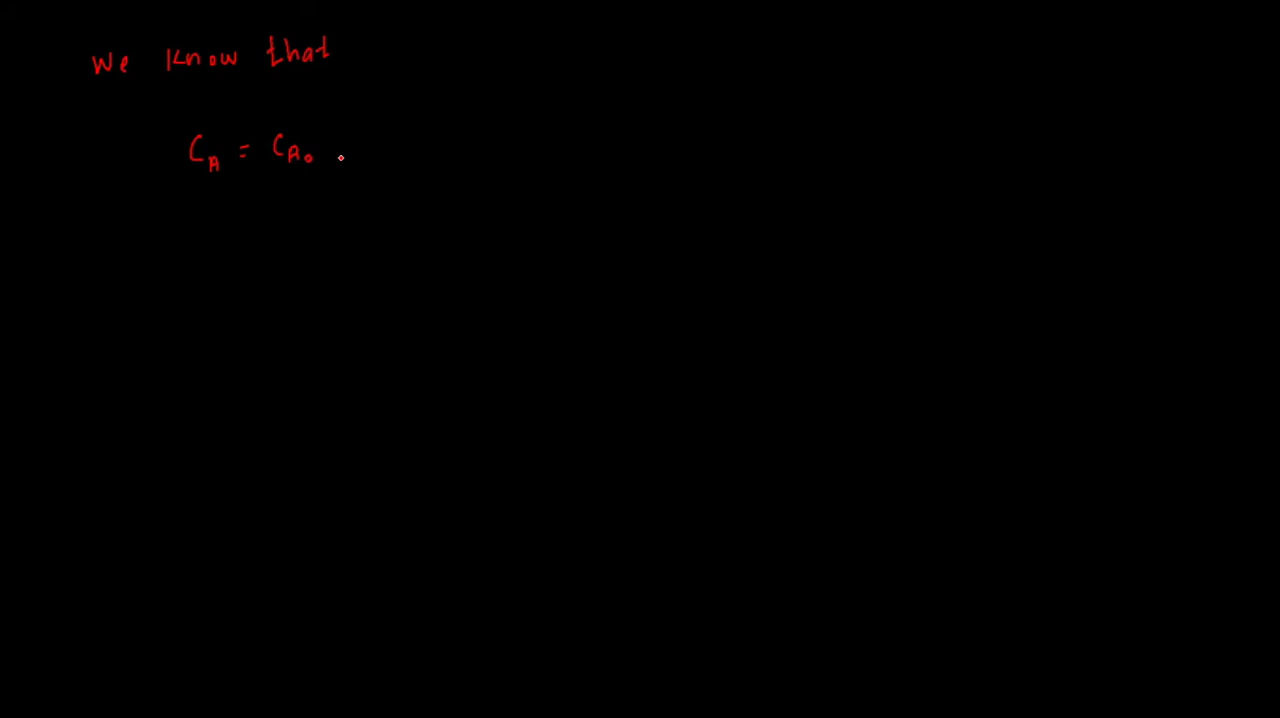 We know that
C_A = C_A₀